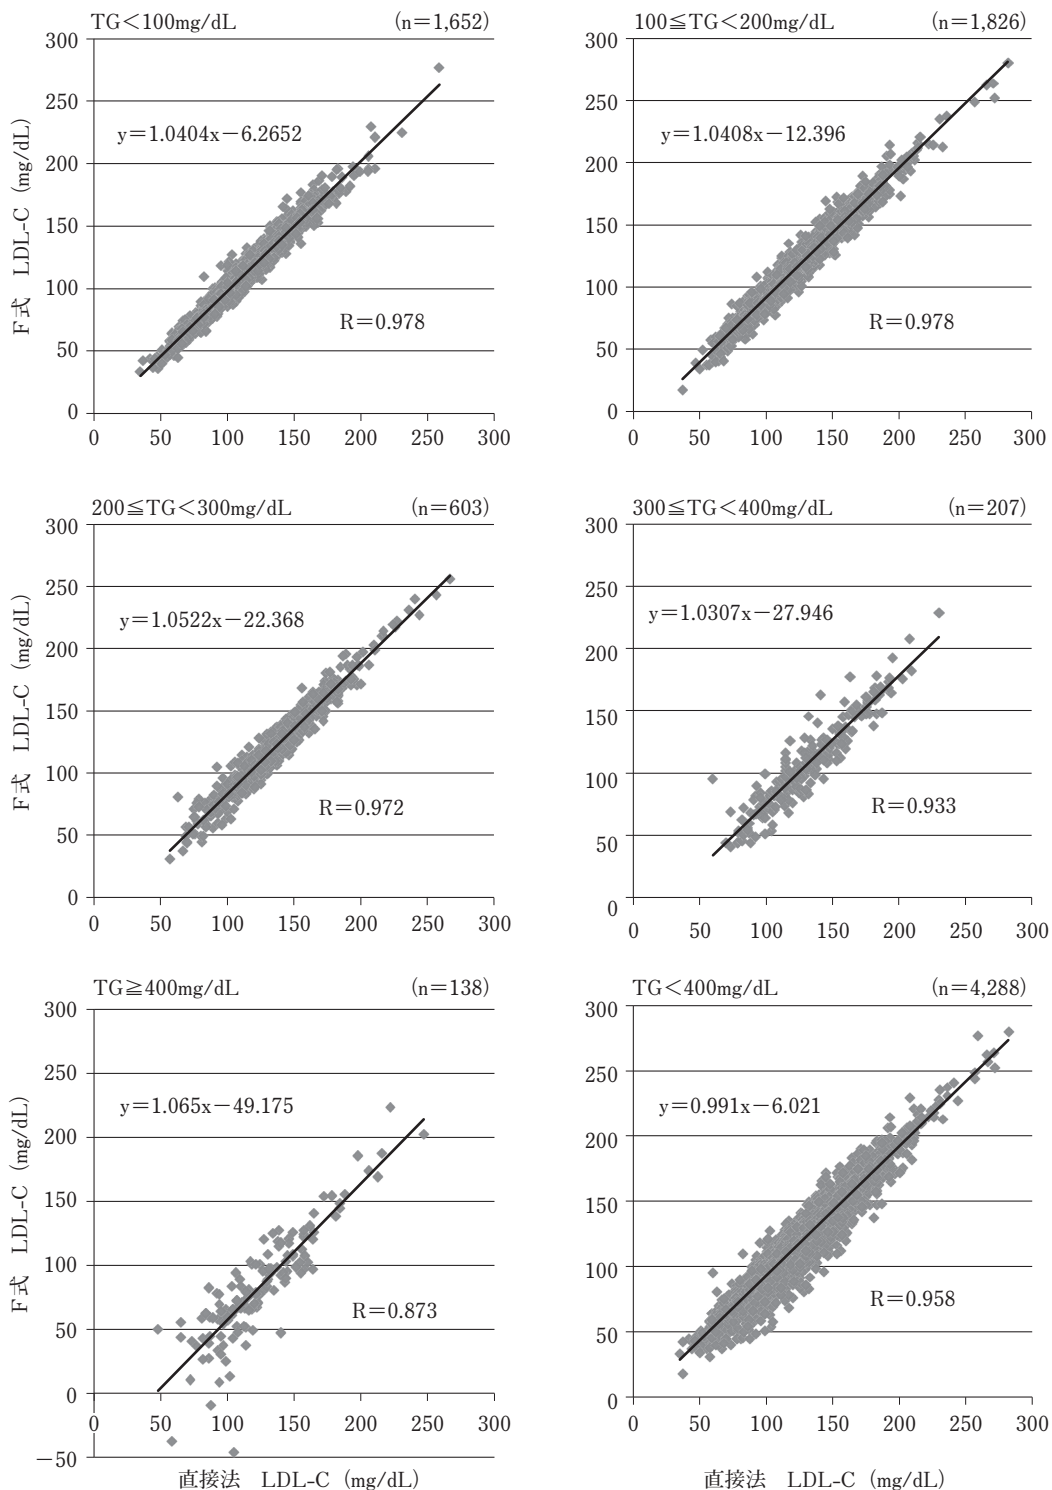 TG＜100mg/dL (n＝1,652)
300
250
200
150
100
50
0
0 50 100 150 200 250 300
y＝1.0404x－6.2652
R＝0.978
F式 LDL-C (mg/dL)
100≦TG＜200mg/dL (n＝1,826)
300
250
200
150
100
50
0
0 50 100 150 200 250 300
y＝1.0408x－12.396
R＝0.978
200≦TG＜300mg/dL (n＝603)
300
250
200
150
100
50
0
0 50 100 150 200 250 300
y＝1.0522x－22.368
R＝0.972
F式 LDL-C (mg/dL)
300≦TG＜400mg/dL (n＝207)
300
250
200
150
100
50
0
50 100 150 200 250 300
y＝1.0307x－27.946
R＝0.933
TG≧400mg/dL (n＝138)
300
250
200
150
100
50
0
－50
0 50 100 150 200 250 300
y＝1.065x－49.175
R＝0.873
F式 LDL-C (mg/dL)
直接法 LDL-C (mg/dL)
TG＜400mg/dL (n＝4,288)
300
250
200
150
100
50
0
0 50 100 150 200 250 300
y＝0.991x－6.021
R＝0.958
直接法 LDL-C (mg/dL)